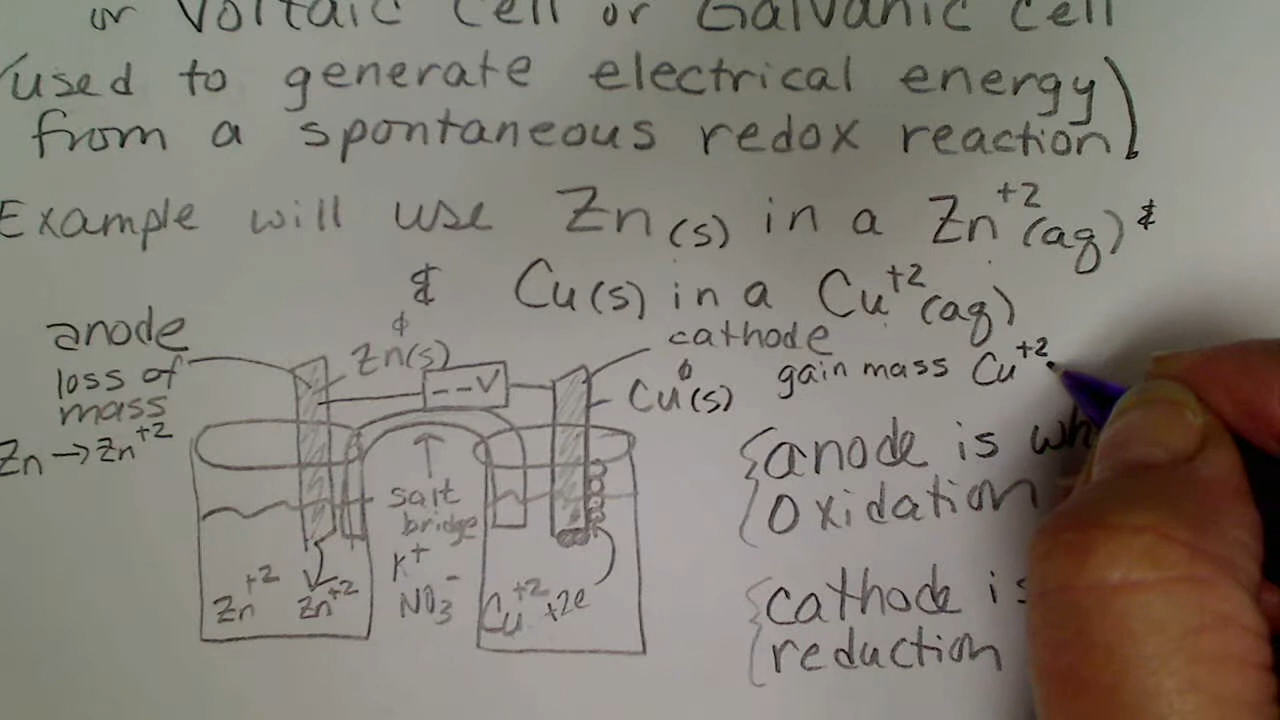 or Voltaic Cell or Galvanic Cell
(used to generate electrical energy)
from a spontaneous redox reaction)
Example will use Zn(s) in a Zn+2(aq) &
& Cu(s) in a Cu+2(aq)
anode
loss of
mass
Zn → Zn+2
Zn(s)
--V
cathode
gain mass Cu+2
Cu(s)
salt
bridge
K+
NO3-
Zn+2
Zn+2
Cu+2 +2e
anode is wh
Oxidation
cathode is
reduction